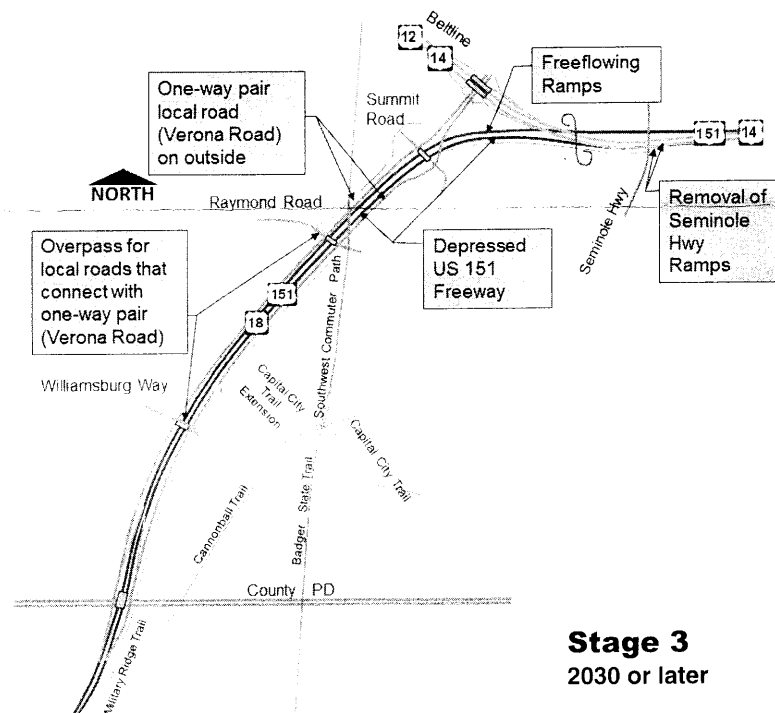 Beltline
12
14
One-way pair
local road
(Verona Road)
on outside
Summit
Road
Freeflowing
Ramps
151
14
NORTH
Raymond Road
Seminole Hwy
Removal of
Seminole
Hwy
Ramps
Overpass for
local roads that
connect with
one-way pair
(Verona Road)
Depressed
US 151
Freeway
151
18
Southwest Commuter Path
Williamsburg Way
Capital City
Trail
Extension
Capital City Trail
Cannonball Trail
Badger State Trail
County PD
Military Ridge Trail
Stage 3
2030 or later